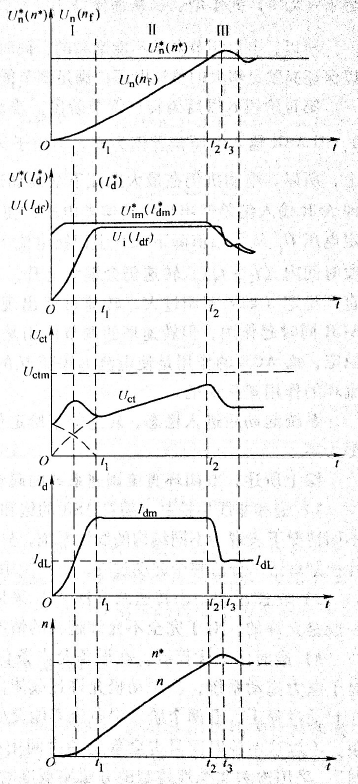 U*n(n*) Un(nf)
I II III
U*n(n*)
Un(nf)
O t1 t2 t3 t
U*i(I*d) (I*d)
Ui(Idf) U*im(I*dm)
Ui(Idf)
O t1 t2 t
Uct
Uctm
Uct
O t1 t2 t
Id
Idm
IdL IdL
O t1 t2 t3 t
n
n*
n
O t1 t2 t3 t